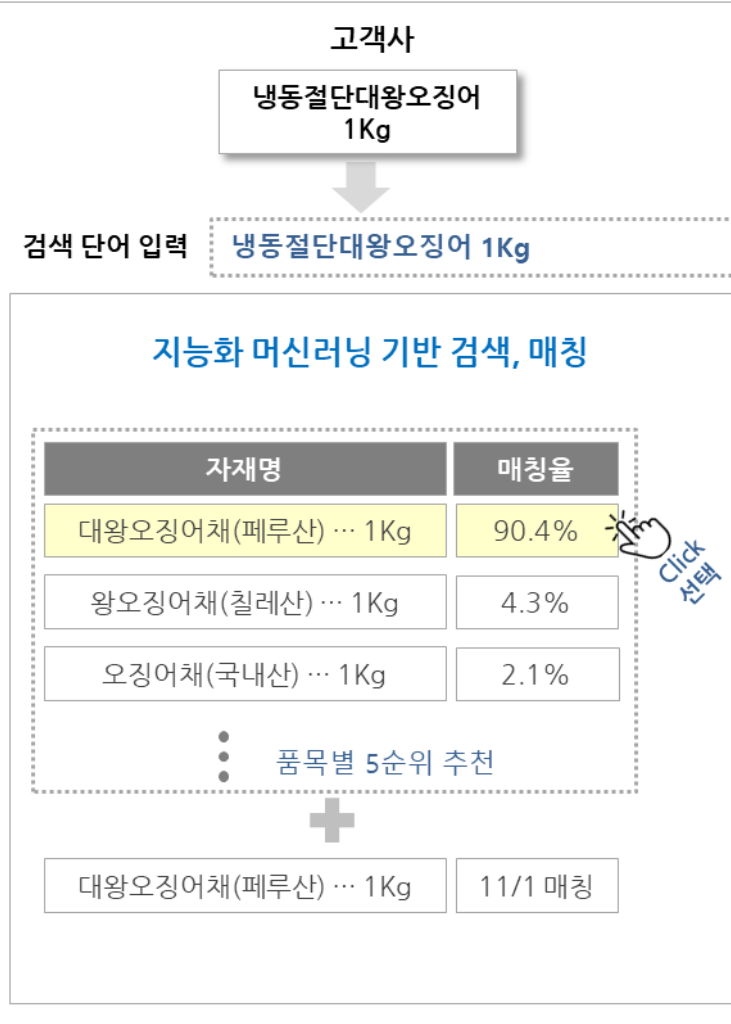 고객사
냉동절단대왕오징어
1Kg
검색 단어 입력
냉동절단대왕오징어 1Kg
지능화 머신러닝 기반 검색, 매칭
자재명 매칭율
대왕오징어채(페루산) ··· 1Kg 90.4%
Click
선택
왕오징어채(칠레산) ··· 1Kg 4.3%
오징어채(국내산) ··· 1Kg 2.1%
품목별 5순위 추천
대왕오징어채(페루산) ··· 1Kg 11/1 매칭